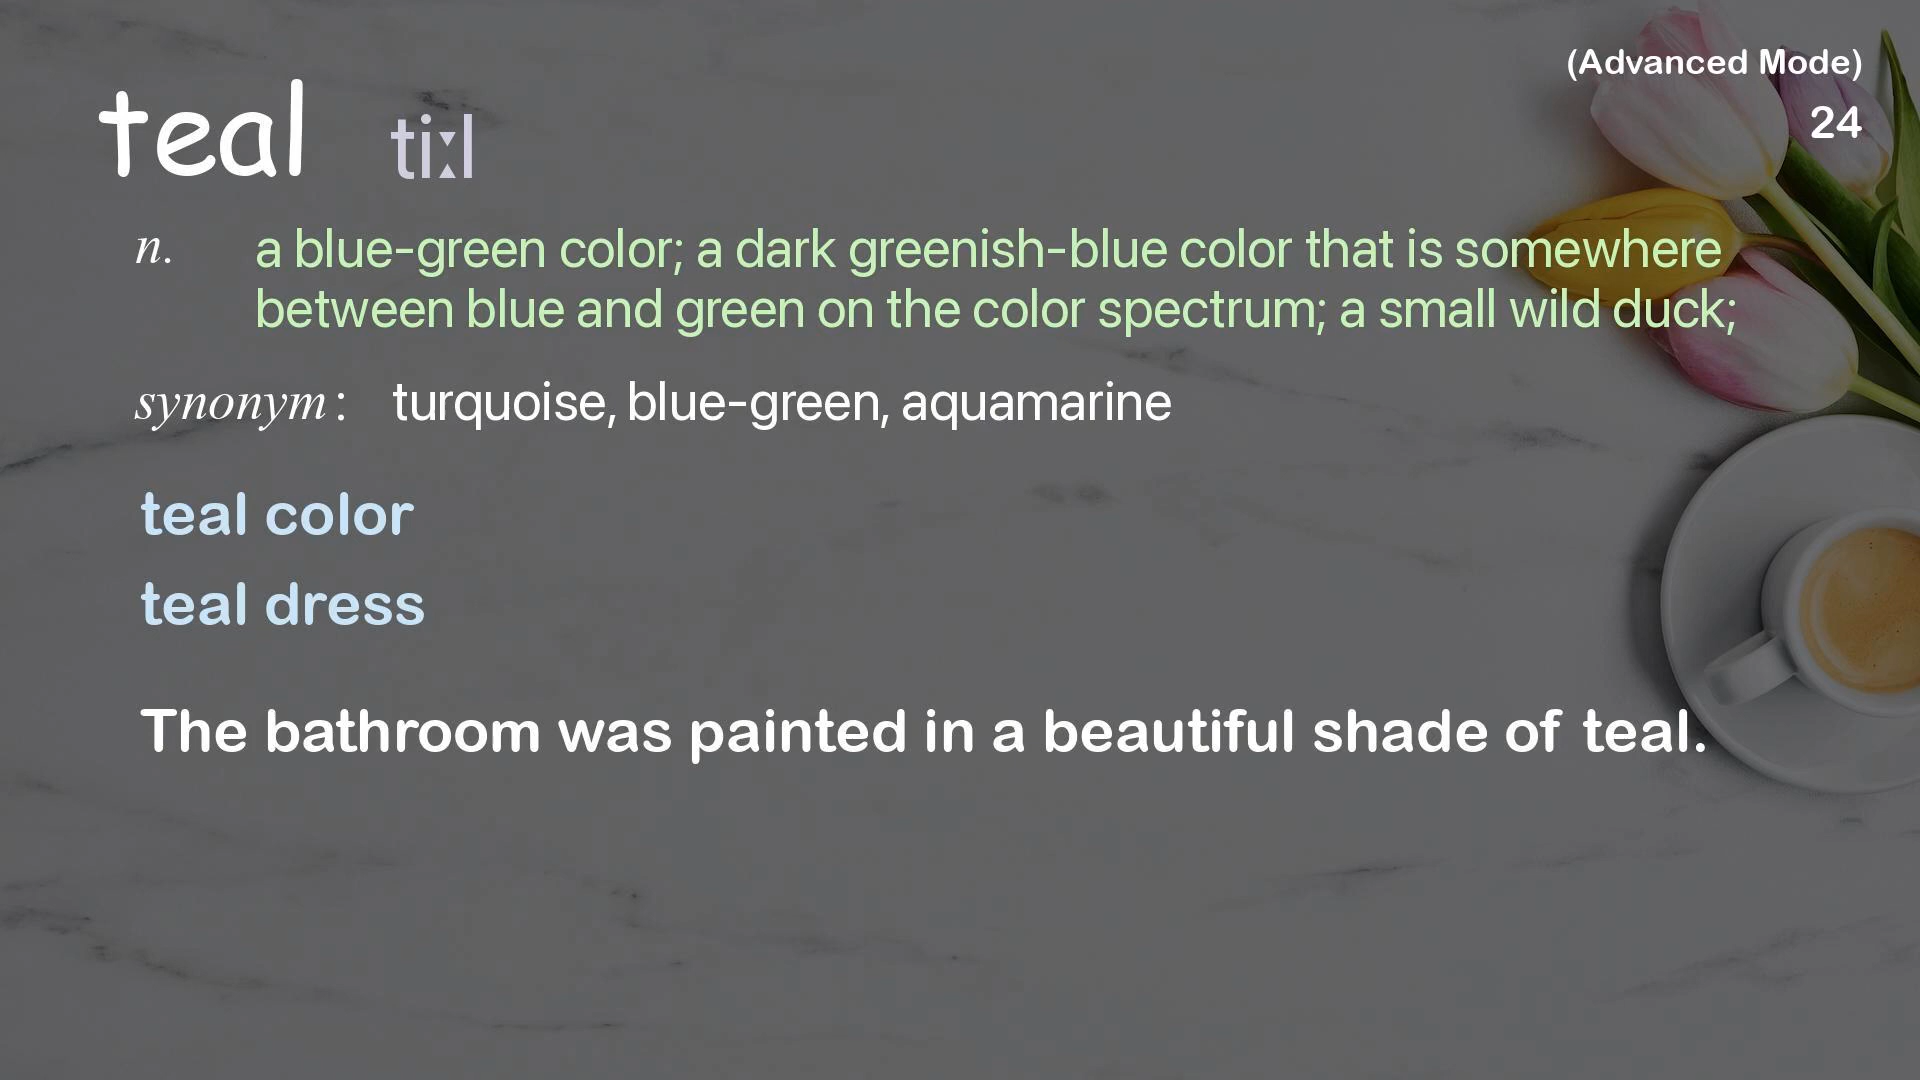 (Advanced Mode)
24
teal tiːl
n. a blue-green color; a dark greenish-blue color that is somewhere
between blue and green on the color spectrum; a small wild duck;
synonym : turquoise, blue-green, aquamarine
teal color
teal dress
The bathroom was painted in a beautiful shade of teal.